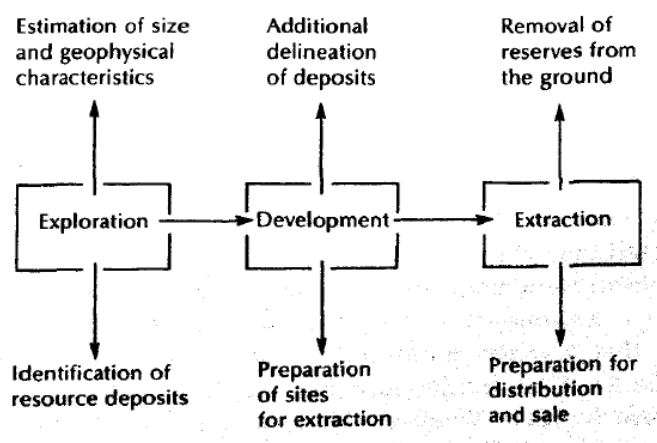 Estimation of size
and geophysical
characteristics
Additional
delineation
of deposits
Removal of
reserves from
the ground
Exploration
Development
Extraction
Identification of
resource deposits
Preparation
of sites
for extraction
Preparation for
distribution
and sale